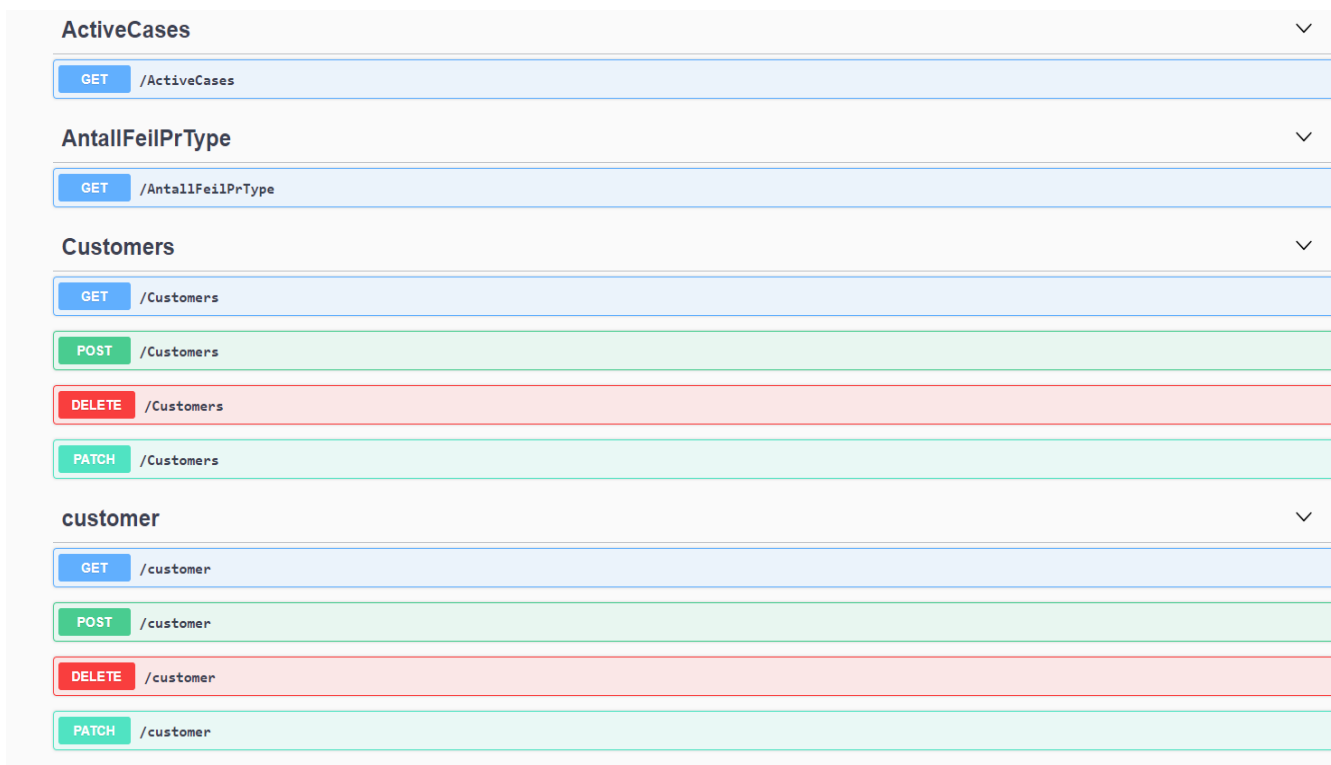 ActiveCases
GET /ActiveCases
AntallFeilPrType
GET /AntallFeilPrType
Customers
GET /Customers
POST /Customers
DELETE /Customers
PATCH /Customers
customer
GET /customer
POST /customer
DELETE /customer
PATCH /customer